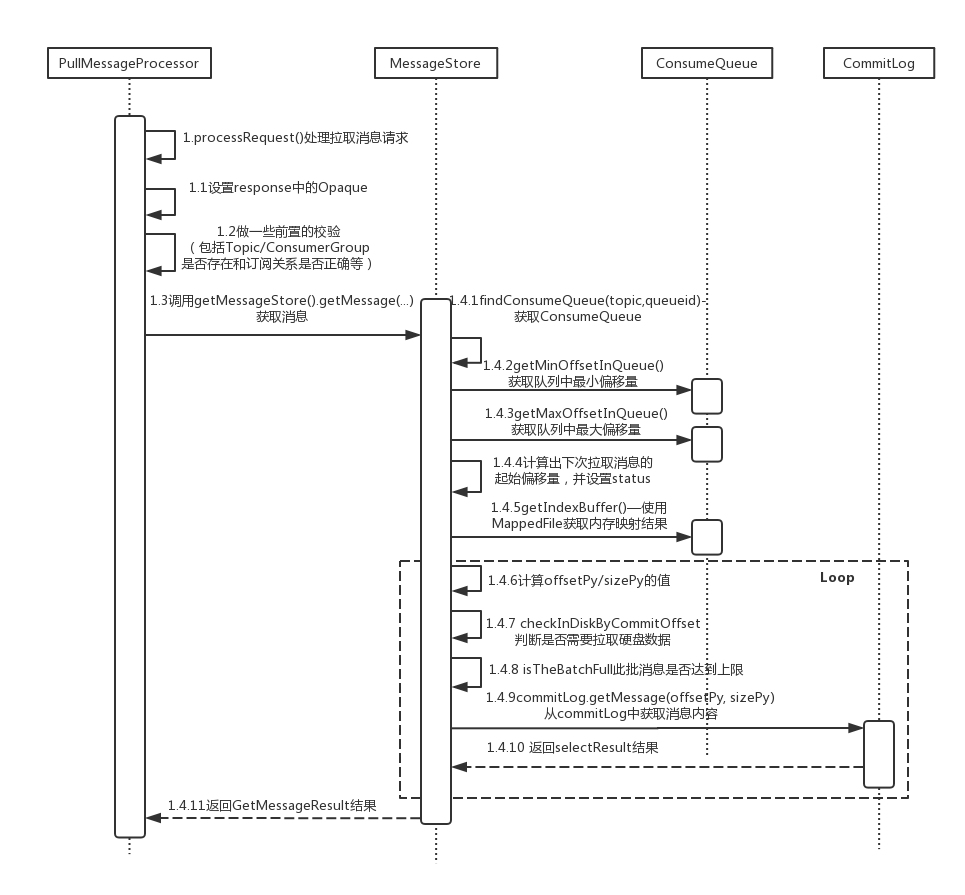 PullMessageProcessor
MessageStore
ConsumeQueue
CommitLog
1.processRequest()处理拉取消息请求
1.1设置response中的Opaque
1.2做一些前置的校验
（包括Topic/ConsumerGroup
是否存在和订阅关系是否正确等）
1.3调用getMessageStore().getMessage(...)
获取消息
1.4.1findConsumeQueue(topic,queueid)-
获取ConsumeQueue
1.4.2getMinOffsetInQueue()
获取队列中最小偏移量
1.4.3getMaxOffsetInQueue()
获取队列中最大偏移量
1.4.4计算出下次拉取消息的
起始偏移量，并设置status
1.4.5getIndexBuffer()—使用
MappedFile获取内存映射结果
Loop
1.4.6计算offsetPy/sizePy的值
1.4.7 checkInDiskByCommitOffset
判断是否需要拉取硬盘数据
1.4.8 isTheBatchFull此批消息是否达到上限
1.4.9commitLog.getMessage(offsetPy, sizePy)
从commitLog中获取消息内容
1.4.10 返回selectResult结果
1.4.11返回GetMessageResult结果